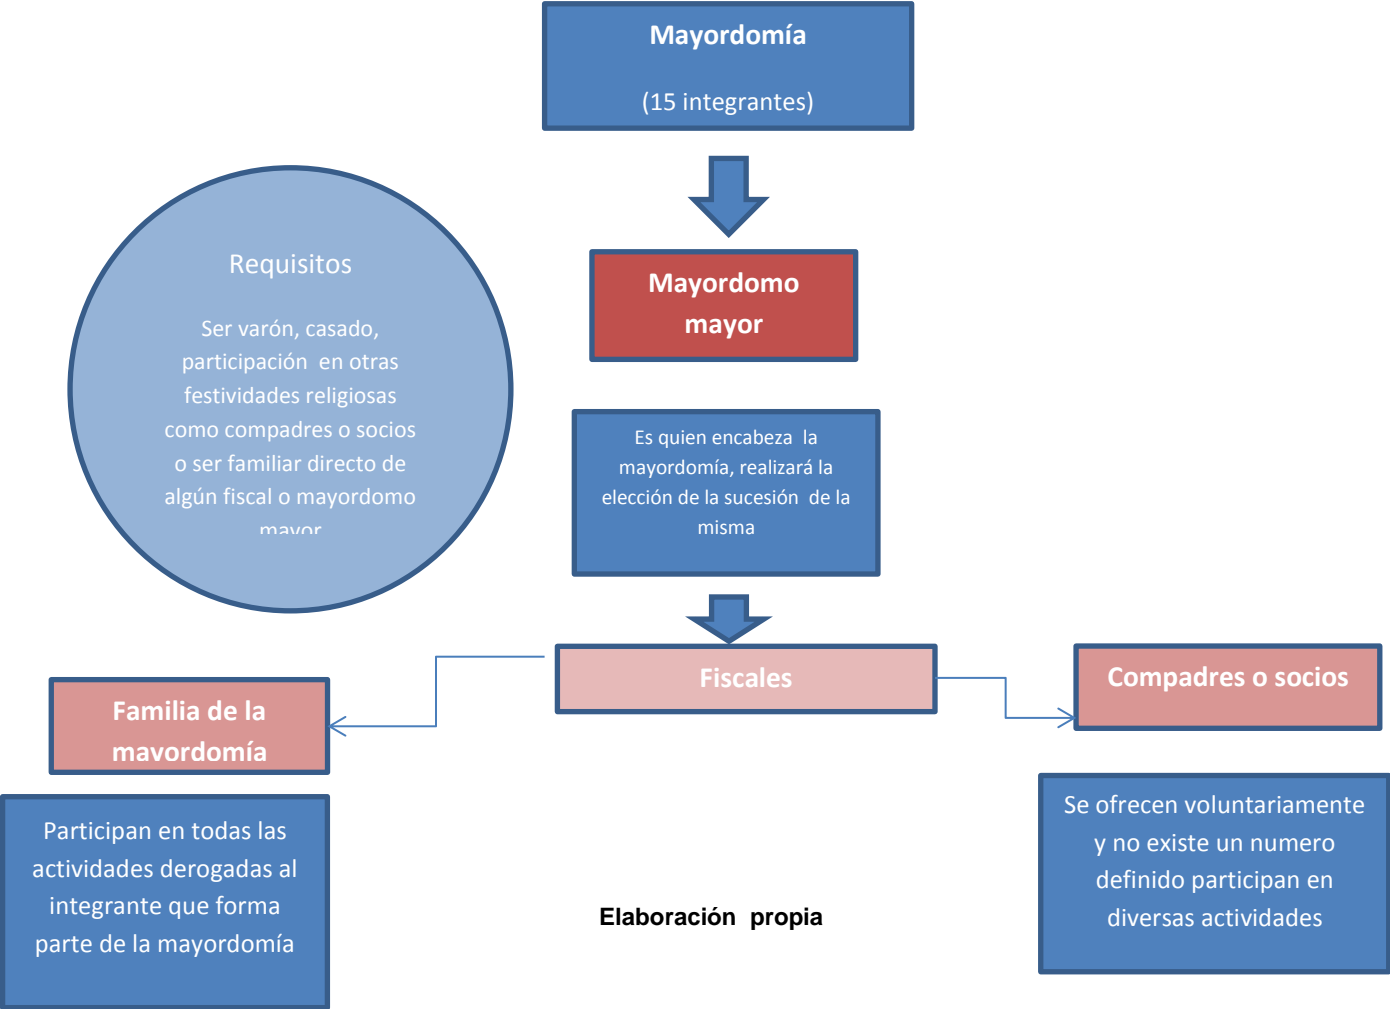 Mayordomía
(15 integrantes)
Requisitos
Ser varón, casado,
participación en otras
festividades religiosas
como compadres o socios
o ser familiar directo de
algún fiscal o mayordomo
mayor
Mayordomo
mayor
Es quien encabeza la
mayordomía, realizará la
elección de la sucesión de la
misma
Fiscales
Familia de la
mayordomía
Participan en todas las
actividades derogadas al
integrante que forma
parte de la mayordomía
Compadres o socios
Se ofrecen voluntariamente
y no existe un numero
definido participan en
diversas actividades
Elaboración propia